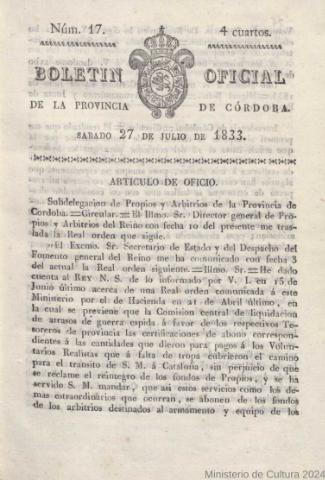 Núm. 17.
4 cuartos.
BOLETIN OFICIAL
DE LA PROVINCIA DE CÓRDOBA.
SABADO 27 DE JULIO DE 1833.
ARTICULO DE OFICIO.
Subdelegacion de Propios y Arbitrios de la Provincia de
Cordoba.=Circular.=El Illmo. Sr. Director general de Pro-
pios y Arbitrios del Reino con fecha 10 del presente me tras-
lada la Real orden que sigue.
El Excmo. Sr. Secretario de Estado y del Despacho del
Fomento general del Reino me ha comunicado con fecha 3
del actual la Real orden siguiente.=Illmo. Sr.=He dado
cuenta al REY N. S. de lo informado por V. I. en 15 de
Junio último acerca de una Real orden comunicada á este
Ministerio por el de Hacienda en 21 de Abril último, en
la cual se previene que la Comision central de liquidacion
de atrasos de guerra espida á favor de los respectivos Te-
soreros de provincia las certificaciones de abono correspon-
dientes á las cantidades que dieron para pagos á los Volun-
tarios Realistas que á falta de tropa cubrieron el camino
para el tránsito de S. M. á Cataluña, sin perjuicio de que
se reclame el reintegro de los fondos de Propios, y se ha
servido S. M. mandar, que asi estos servicios como los de-
mas estraordinarios que ocurran, se abonen de los fondos
de los arbitrios destinados al armamento y equipo de los
Ministerio de Cultura 2024